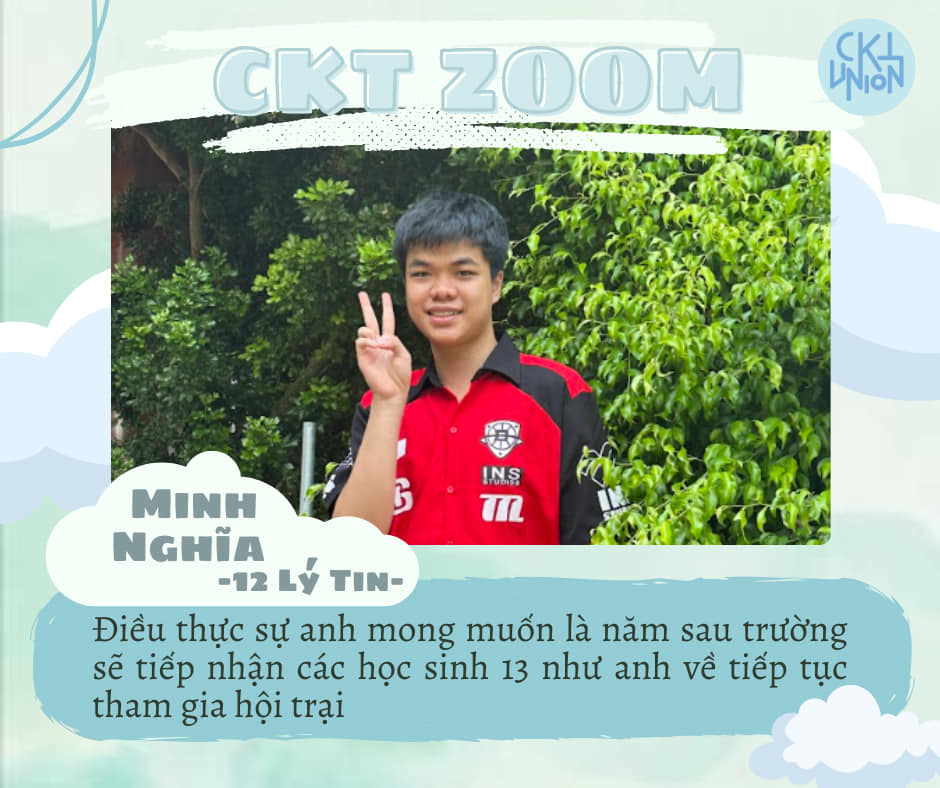 CKT ZOOM
CKT
UNION
MINH
NGHĨA
-12 LÝ TIN-
INS
STUDIOS
Điều thực sự anh mong muốn là năm sau trường
sẽ tiếp nhận các học sinh 13 như anh về tiếp tục
tham gia hội trại